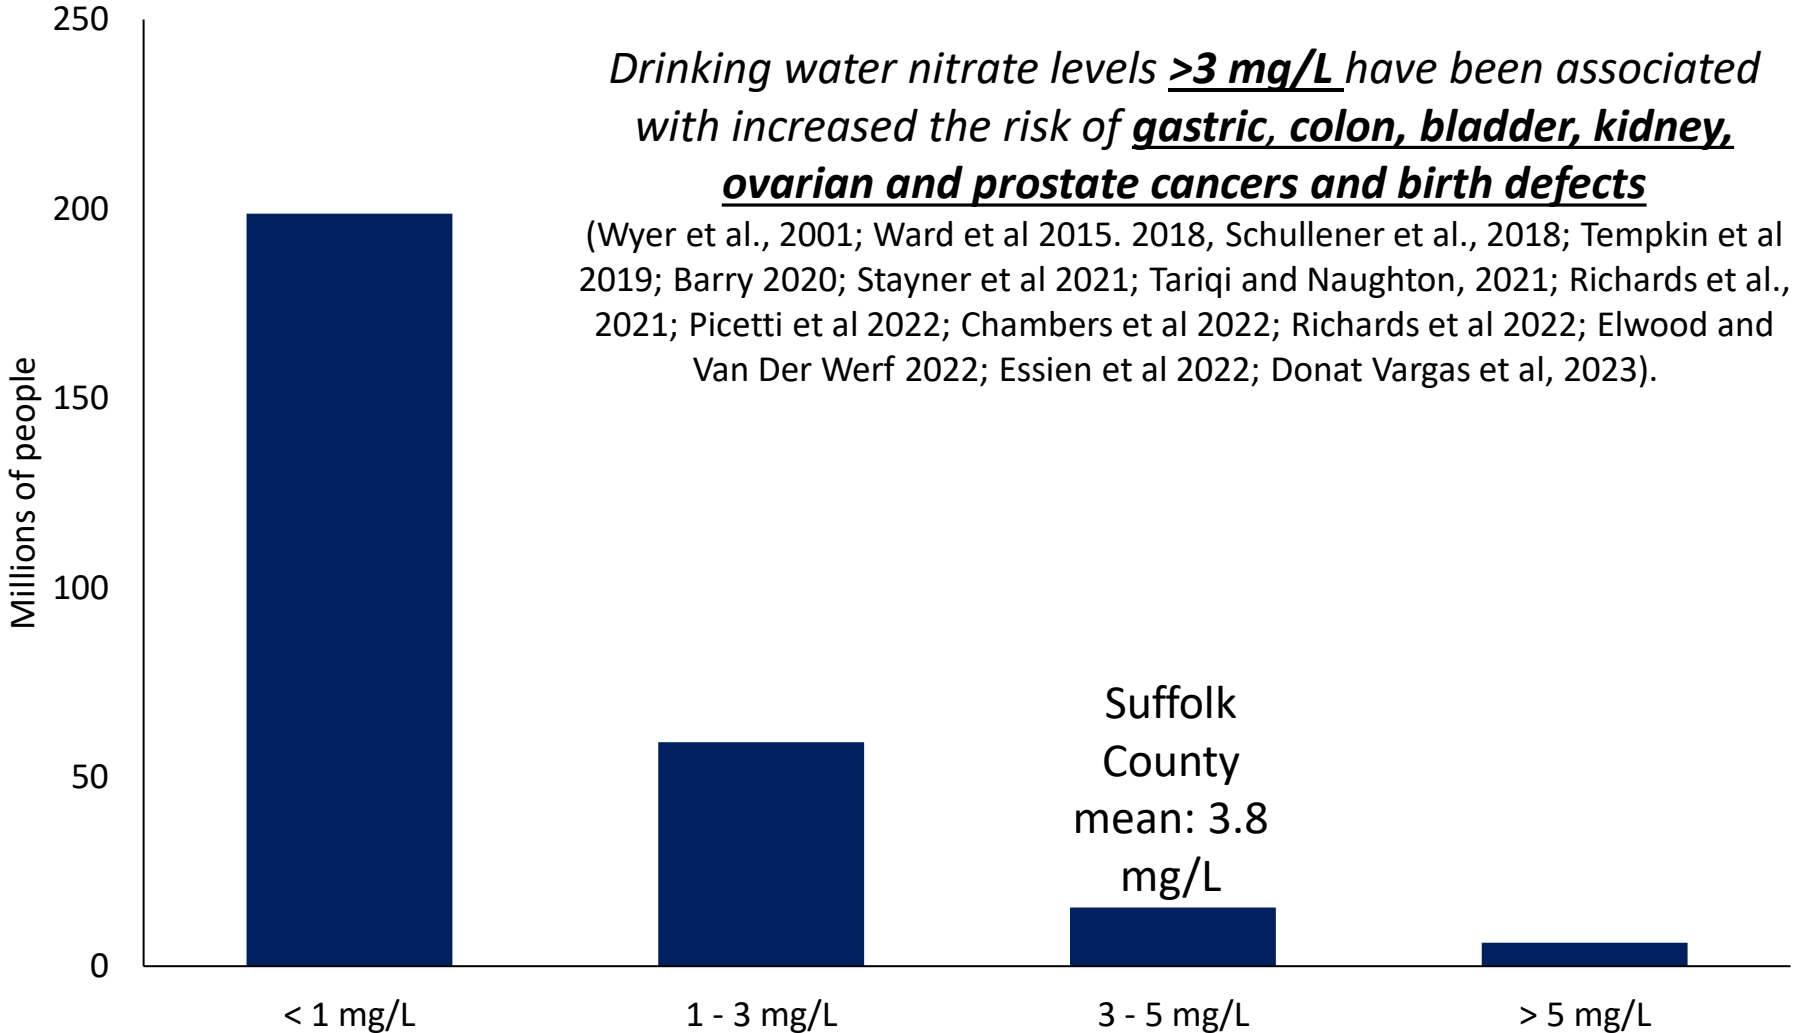 250
Drinking water nitrate levels >3 mg/L have been associated
with increased the risk of gastric, colon, bladder, kidney,
ovarian and prostate cancers and birth defects
(Wyer et al., 2001; Ward et al 2015. 2018, Schullener et al., 2018; Tempkin et al
2019; Barry 2020; Stayner et al 2021; Tariqi and Naughton, 2021; Richards et al.,
2021; Picetti et al 2022; Chambers et al 2022; Richards et al 2022; Elwood and
Van Der Werf 2022; Essien et al 2022; Donat Vargas et al, 2023).
200
150
Millions of people
100
50
0
Suffolk
County
mean: 3.8
mg/L
< 1 mg/L
1 - 3 mg/L
3 - 5 mg/L
> 5 mg/L